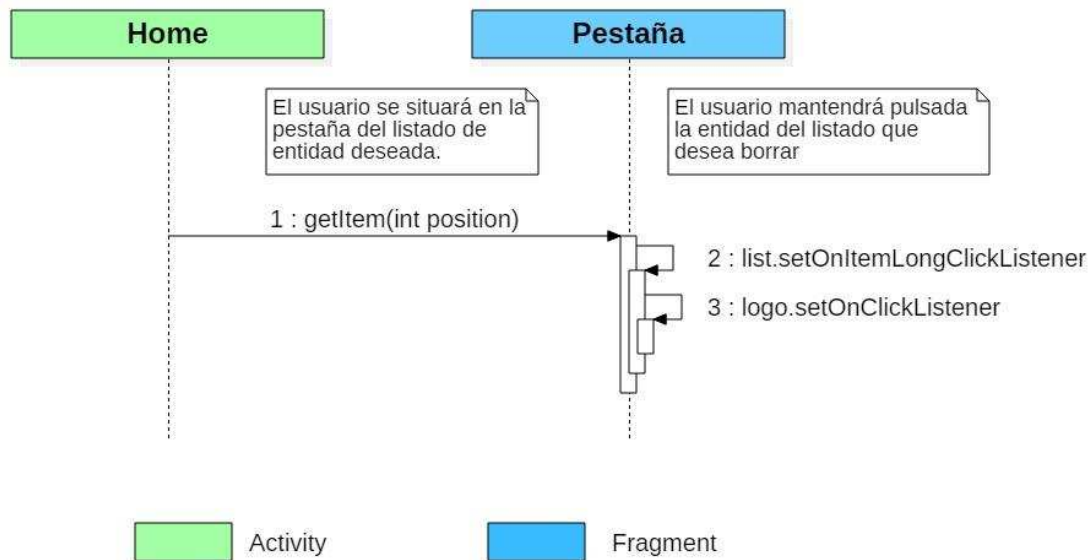 Home
Pestaña
El usuario se situará en la
pestaña del listado de
entidad deseada.
El usuario mantendrá pulsada
la entidad del listado que
desea borrar
1 : getItem(int position)
2 : list.setOnItemLongClickListener
3 : logo.setOnClickListener
Activity
Fragment